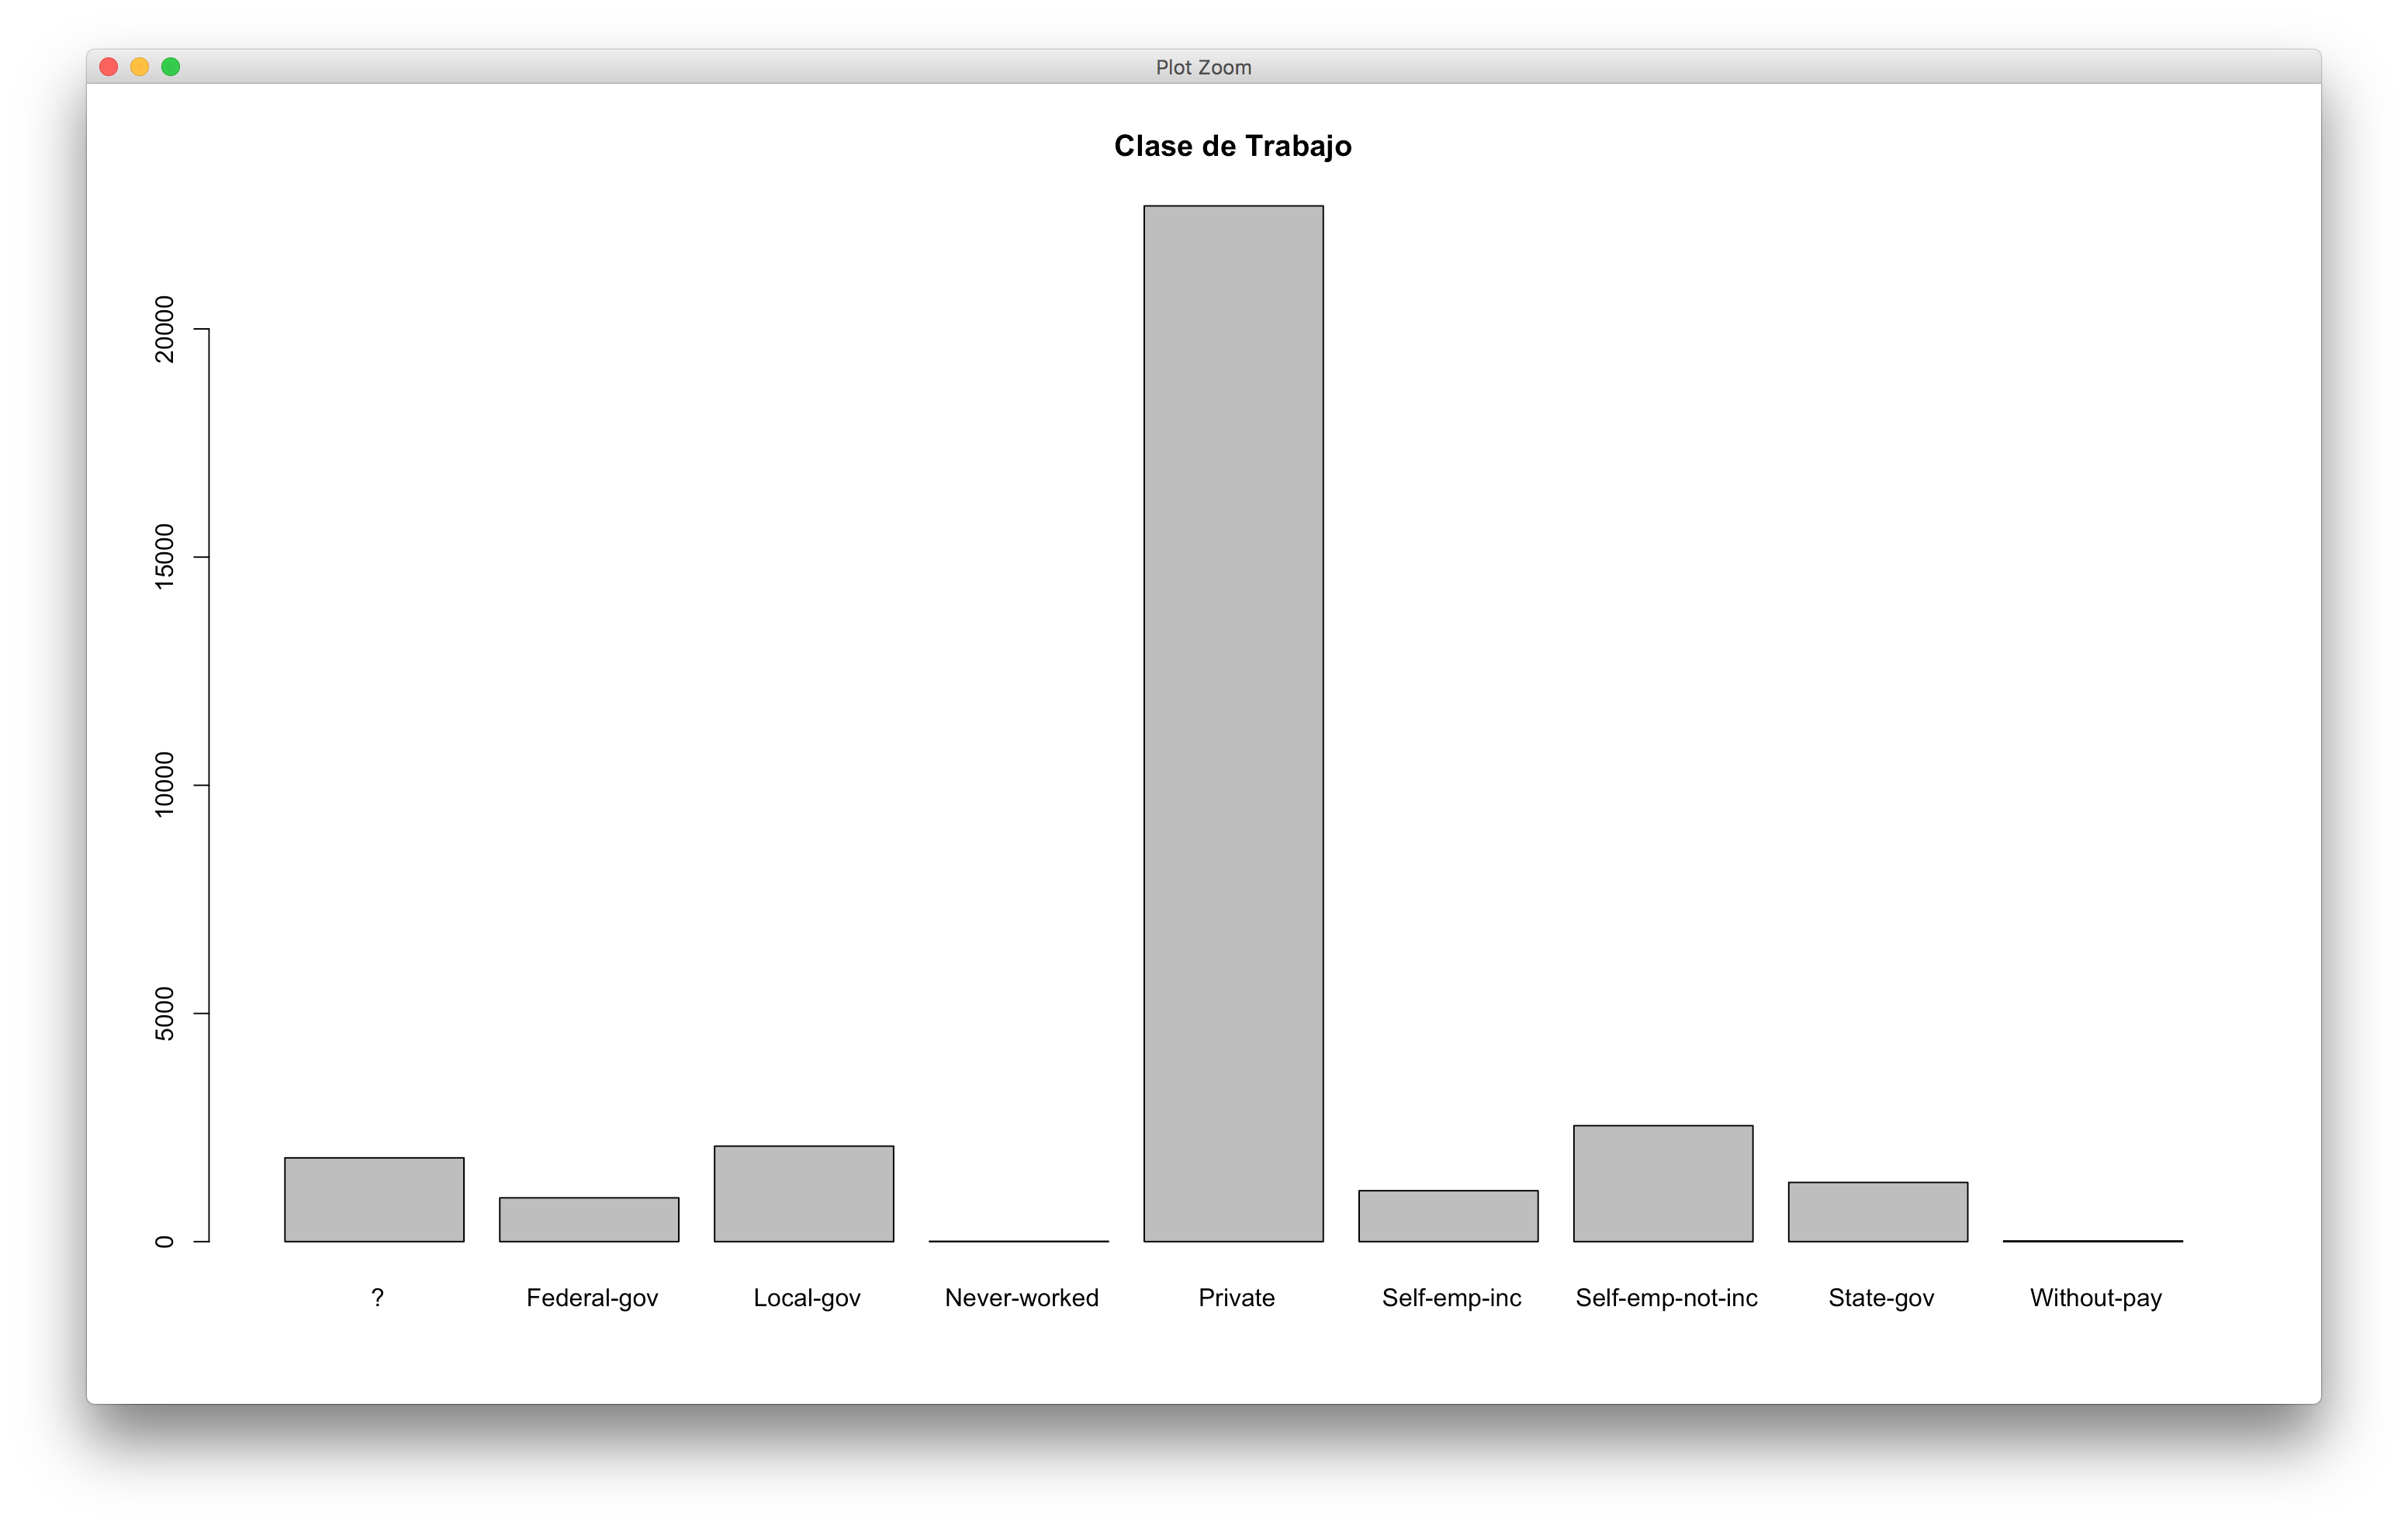 Plot Zoom
Clase de Trabajo
20000
15000
10000
5000
0
? Federal-gov Local-gov Never-worked Private Self-emp-inc Self-emp-not-inc State-gov Without-pay